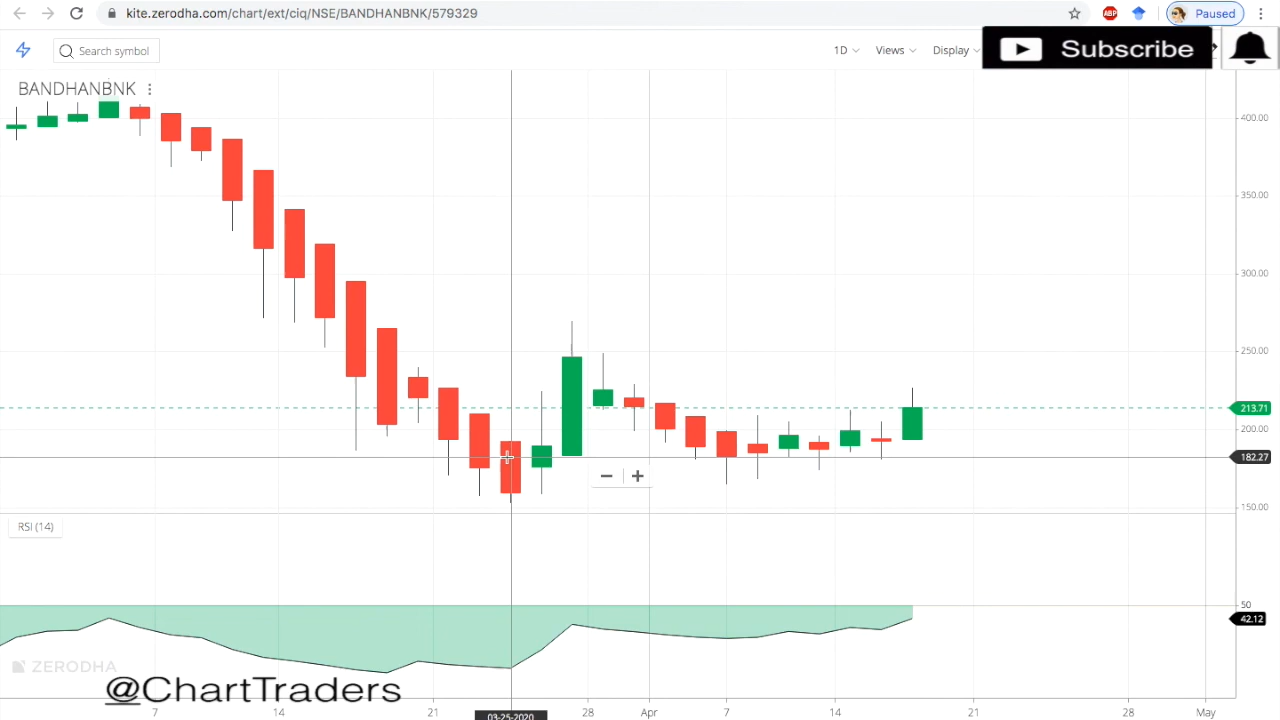 kite.zerodha.com/chart/ext/ciq/NSE/BANDHANBNK/579329
ABP
Paused
Search symbol
1D
Views
Display
Subscribe
BANDHANBNK
400.00
350.00
300.00
250.00
213.71
200.00
182.27
150.00
RSI (14)
50
42.12
ZERODHA
@ChartTraders
7
14
21
03-25-2020
28
Apr
7
14
21
28
May